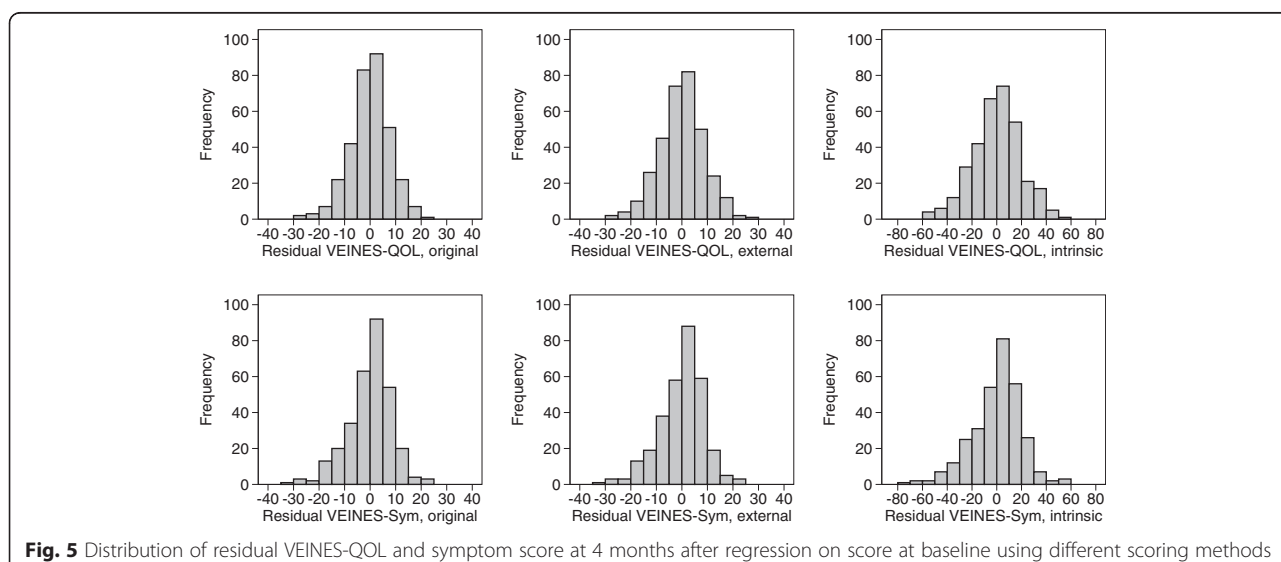 100
80
60
40
20
0
Frequency
-40 -30 -20 -10 0 10 20 30 40
Residual VEINES-QOL, original
100
80
60
40
20
0
Frequency
-40 -30 -20 -10 0 10 20 30 40
Residual VEINES-QOL, external
100
80
60
40
20
0
Frequency
-80 -60 -40 -20 0 20 40 60 80
Residual VEINES-QOL, intrinsic
100
80
60
40
20
0
Frequency
-40 -30 -20 -10 0 10 20 30 40
Residual VEINES-Sym, original
100
80
60
40
20
0
Frequency
-40 -30 -20 -10 0 10 20 30 40
Residual VEINES-Sym, external
100
80
60
40
20
0
Frequency
-80 -60 -40 -20 0 20 40 60 80
Residual VEINES-Sym, intrinsic
Fig. 5 Distribution of residual VEINES-QOL and symptom score at 4 months after regression on score at baseline using different scoring methods